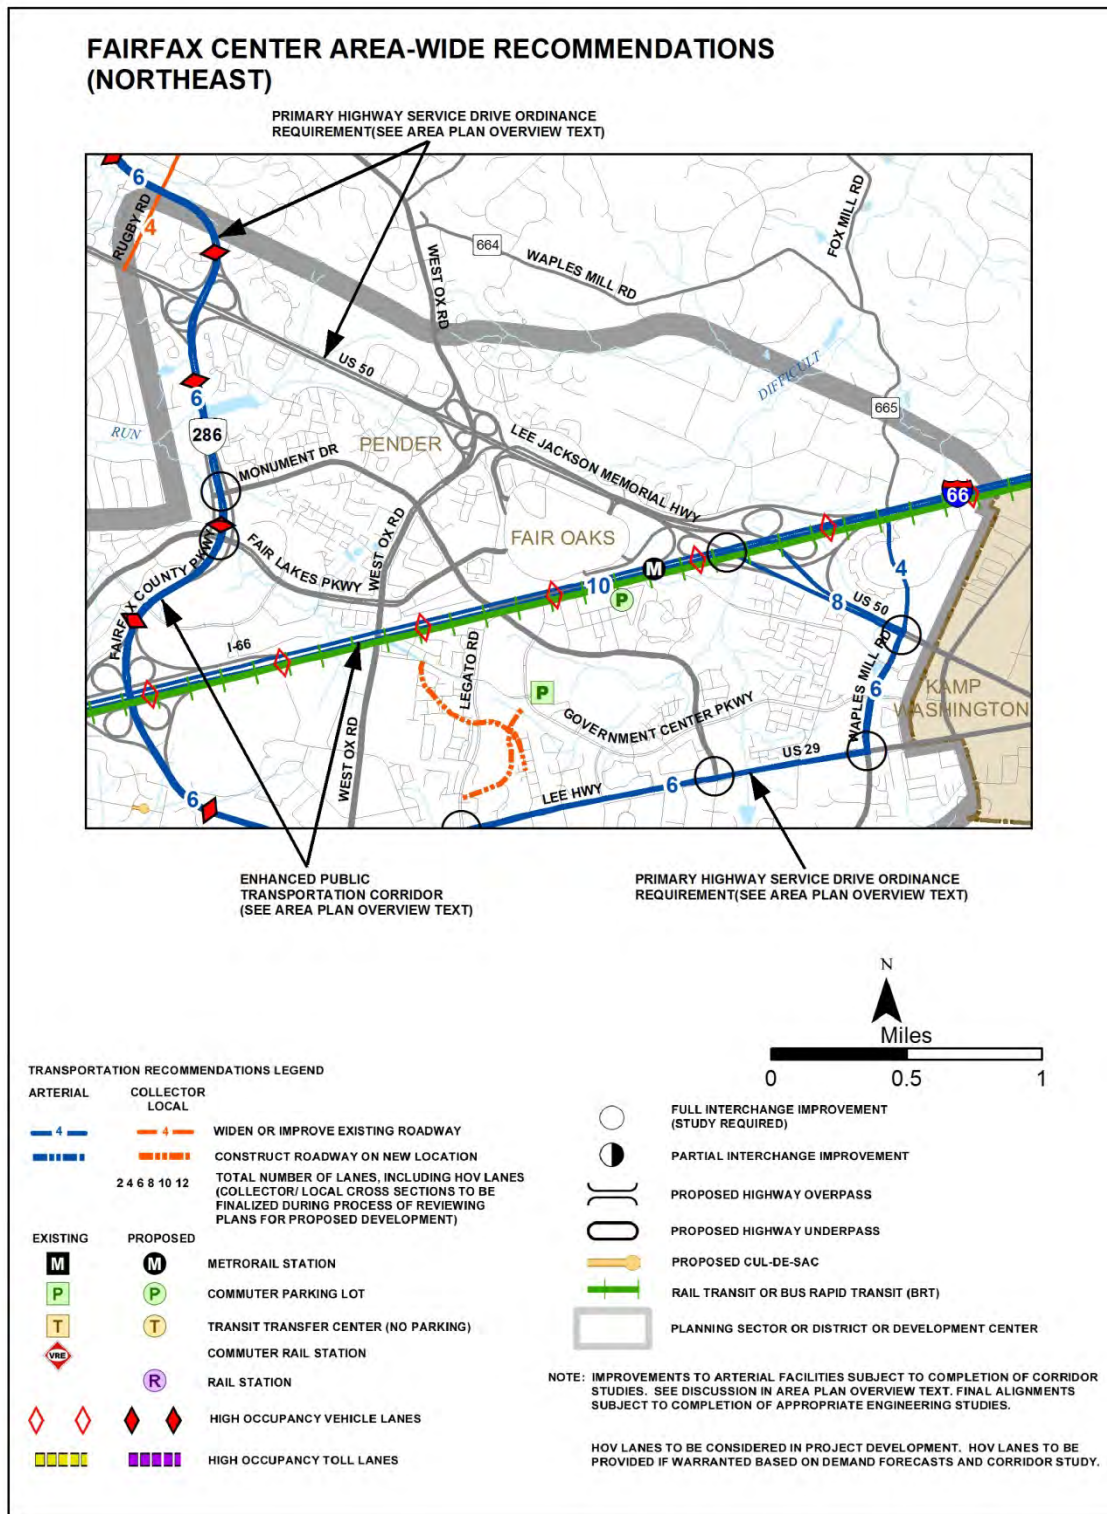 FAIRFAX CENTER AREA-WIDE RECOMMENDATIONS
(NORTHEAST)
PRIMARY HIGHWAY SERVICE DRIVE ORDINANCE
REQUIREMENT(SEE AREA PLAN OVERVIEW TEXT)
6
RUGBY RD
4
WEST OX RD
664
WAPLES MILL RD
FOX MILL RD
US 50
DIFFICULT
6
RUN
286
665
PENDER
MONUMENT DR
LEE JACKSON MEMORIAL HWY
66
WEST OX RD
FAIR OAKS
FAIRFAX COUNTY PKWY
FAIR LAKES PKWY
M
10
P
4
8
US 50
I-66
LEGATO RD
WAPLES MILL RD
6
KAMP
WASHINGTON
P
GOVERNMENT CENTER PKWY
WEST OX RD
US 29
6
LEE HWY
6
ENHANCED PUBLIC
TRANSPORTATION CORRIDOR
(SEE AREA PLAN OVERVIEW TEXT)
PRIMARY HIGHWAY SERVICE DRIVE ORDINANCE
REQUIREMENT(SEE AREA PLAN OVERVIEW TEXT)
N
Miles
0 0.5 1
TRANSPORTATION RECOMMENDATIONS LEGEND
ARTERIAL COLLECTOR
LOCAL
4 4 WIDEN OR IMPROVE EXISTING ROADWAY
CONSTRUCT ROADWAY ON NEW LOCATION
2 4 6 8 10 12 TOTAL NUMBER OF LANES, INCLUDING HOV LANES
(COLLECTOR/ LOCAL CROSS SECTIONS TO BE
FINALIZED DURING PROCESS OF REVIEWING
PLANS FOR PROPOSED DEVELOPMENT)
EXISTING PROPOSED
M M METRORAIL STATION
P P COMMUTER PARKING LOT
T T TRANSIT TRANSFER CENTER (NO PARKING)
VRE COMMUTER RAIL STATION
R RAIL STATION
HIGH OCCUPANCY VEHICLE LANES
HIGH OCCUPANCY TOLL LANES
FULL INTERCHANGE IMPROVEMENT
(STUDY REQUIRED)
PARTIAL INTERCHANGE IMPROVEMENT
PROPOSED HIGHWAY OVERPASS
PROPOSED HIGHWAY UNDERPASS
PROPOSED CUL-DE-SAC
RAIL TRANSIT OR BUS RAPID TRANSIT (BRT)
PLANNING SECTOR OR DISTRICT OR DEVELOPMENT CENTER
NOTE: IMPROVEMENTS TO ARTERIAL FACILITIES SUBJECT TO COMPLETION OF CORRIDOR
STUDIES. SEE DISCUSSION IN AREA PLAN OVERVIEW TEXT. FINAL ALIGNMENTS
SUBJECT TO COMPLETION OF APPROPRIATE ENGINEERING STUDIES.
HOV LANES TO BE CONSIDERED IN PROJECT DEVELOPMENT. HOV LANES TO BE
PROVIDED IF WARRANTED BASED ON DEMAND FORECASTS AND CORRIDOR STUDY.